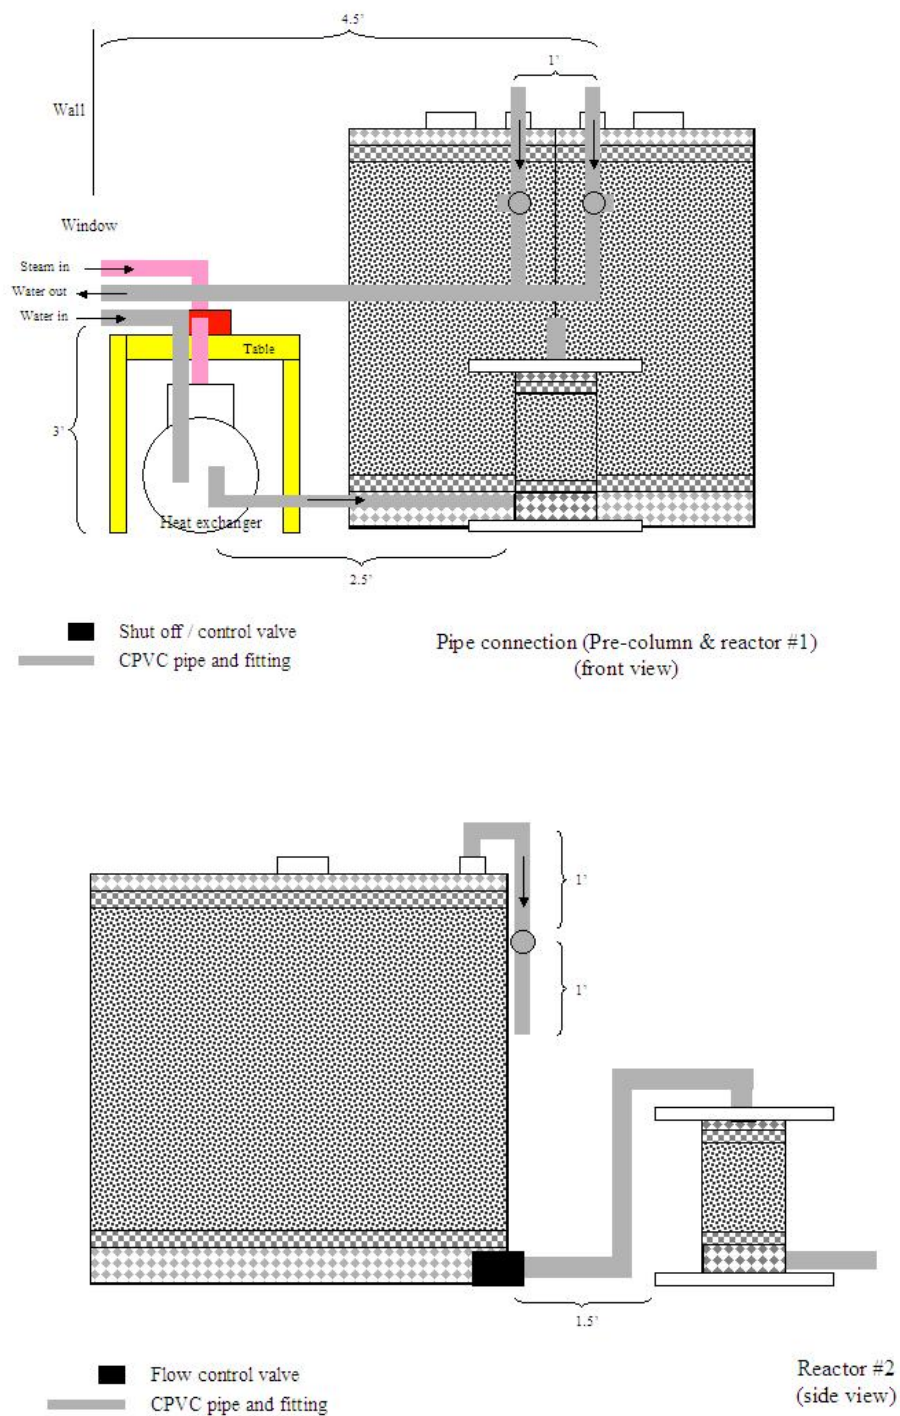 4.5’
1’
Wall
Window
Steam in
Water out
Water in
Table
3’
Heat exchanger
2.5’
Shut off / control valve
CPVC pipe and fitting
Pipe connection (Pre-column & reactor #1)
(front view)
1’
1’
1.5’
Flow control valve
CPVC pipe and fitting
Reactor #2
(side view)